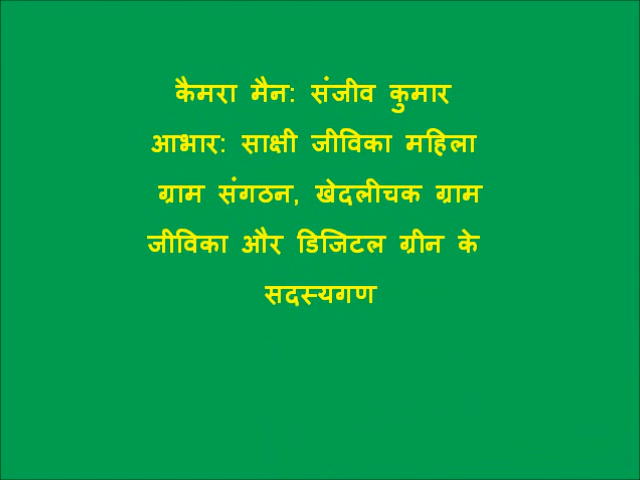 कैमरा मैन: संजीव कुमार
आभार: साक्षी जीविका महिला
ग्राम संगठन, खेदलीचक ग्राम
जीविका और डिजिटल ग्रीन के
सदस्यगण